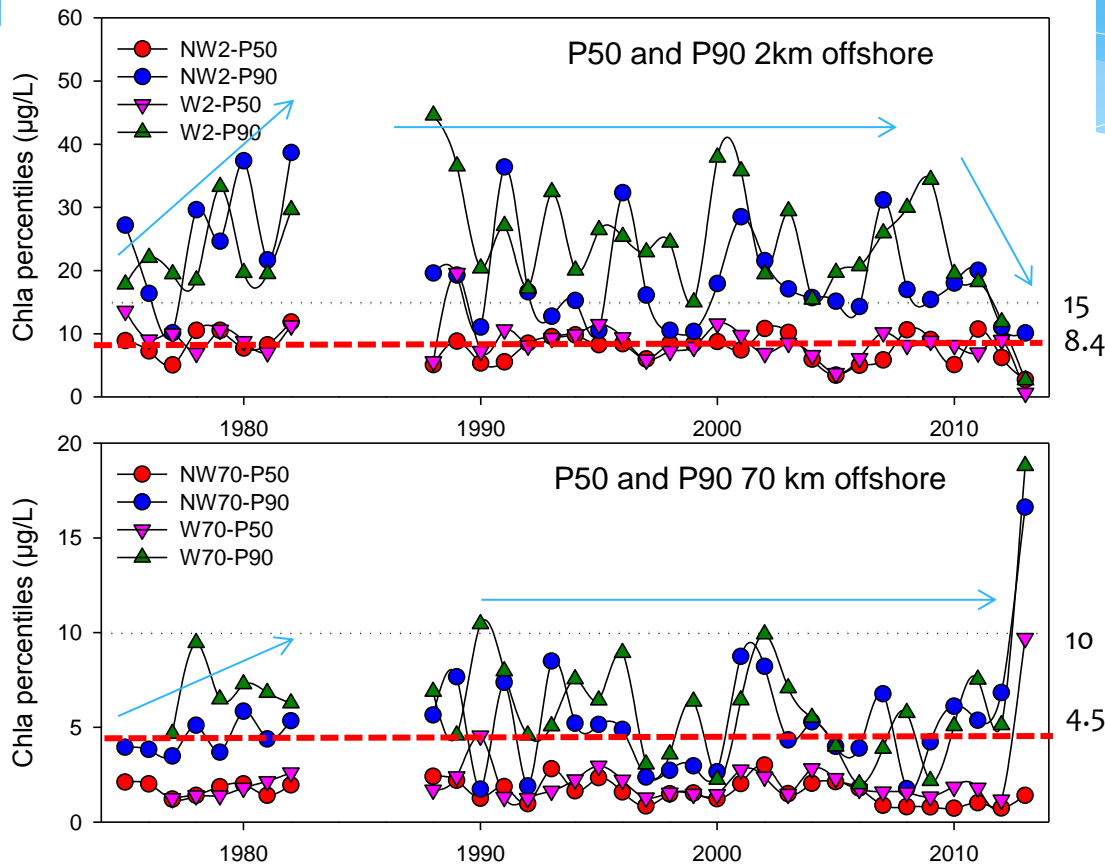 60
50
40
30
20
10
0
Chla percentiles (µg/L)
NW2-P50
NW2-P90
W2-P50
W2-P90
P50 and P90 2km offshore
15
8.4
1980
1990
2000
2010
20
15
10
5
0
Chla percentiles (µg/L)
NW70-P50
NW70-P90
W70-P50
W70-P90
P50 and P90 70 km offshore
10
4.5
1980
1990
2000
2010